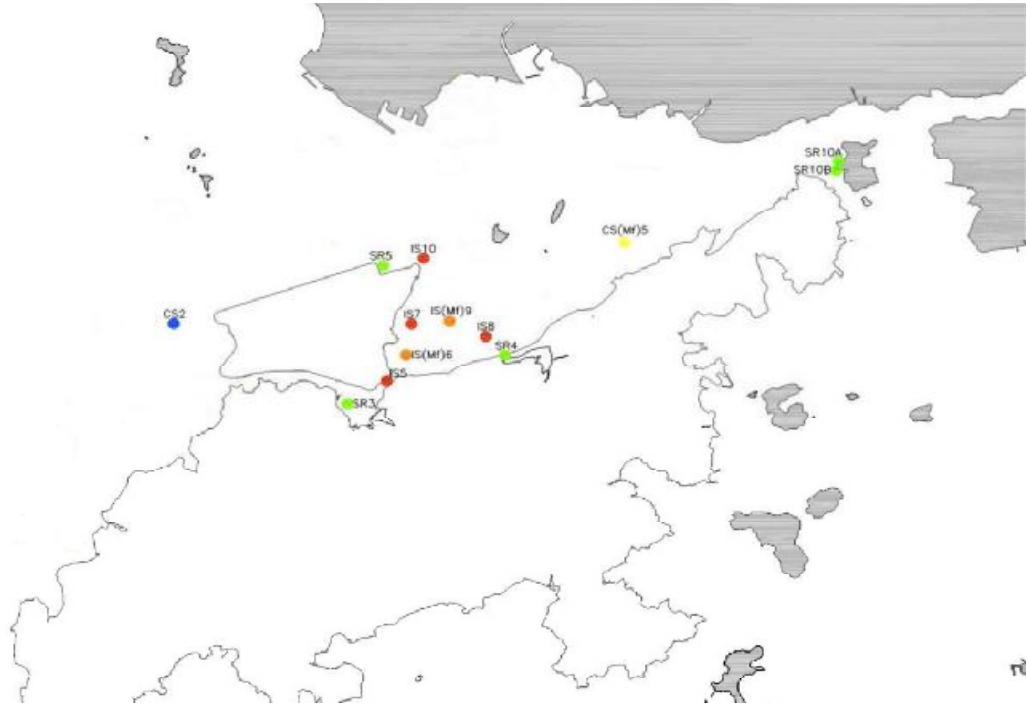 SR10A
SR10B
CS(Mf)5
IS10
SR5
CS2
IS7
IS(Mf)9
IS8
SR4
IS(Mf)6
IS5
SR3